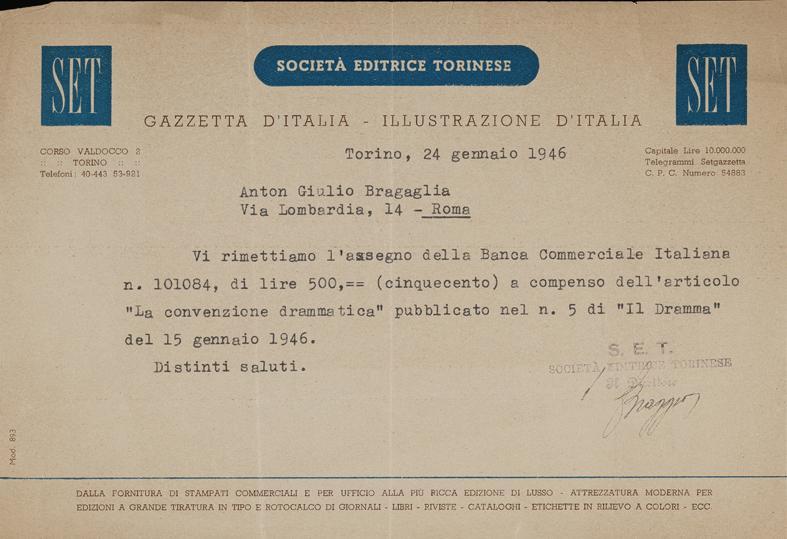 SET
SOCIETÀ EDITRICE TORINESE
SET
GAZZETTA D'ITALIA - ILLUSTRAZIONE D'ITALIA
CORSO VALDOCCO 2
:: :: TORINO :: ::
Telefoni: 40-443 53-921
Capitale Lire 10.000.000
Telegrammi Setgazzetta
C. P. C. Numero 54883
Torino, 24 gennaio 1946
Anton Giulio Bragaglia
Via Lombardia, 14 - Roma
Vi rimettiamo l'assegno della Banca Commerciale Italiana
n. 101084, di lire 500,== (cinquecento) a compenso dell'articolo
"La convenzione drammatica" pubblicato nel n. 5 di "Il Dramma"
del 15 gennaio 1946.
Distinti saluti.
S. E. T.
SOCIETÀ EDITRICE TORINESE
Mod. 893
DALLA FORNITURA DI STAMPATI COMMERCIALI E PER UFFICIO ALLA PIÙ RICCA EDIZIONE DI LUSSO - ATTREZZATURA MODERNA PER
EDIZIONI A GRANDE TIRATURA IN TIPO E ROTOCALCO DI GIORNALI - LIBRI - RIVISTE - CATALOGHI - ETICHETTE IN RILIEVO A COLORI - ECC.